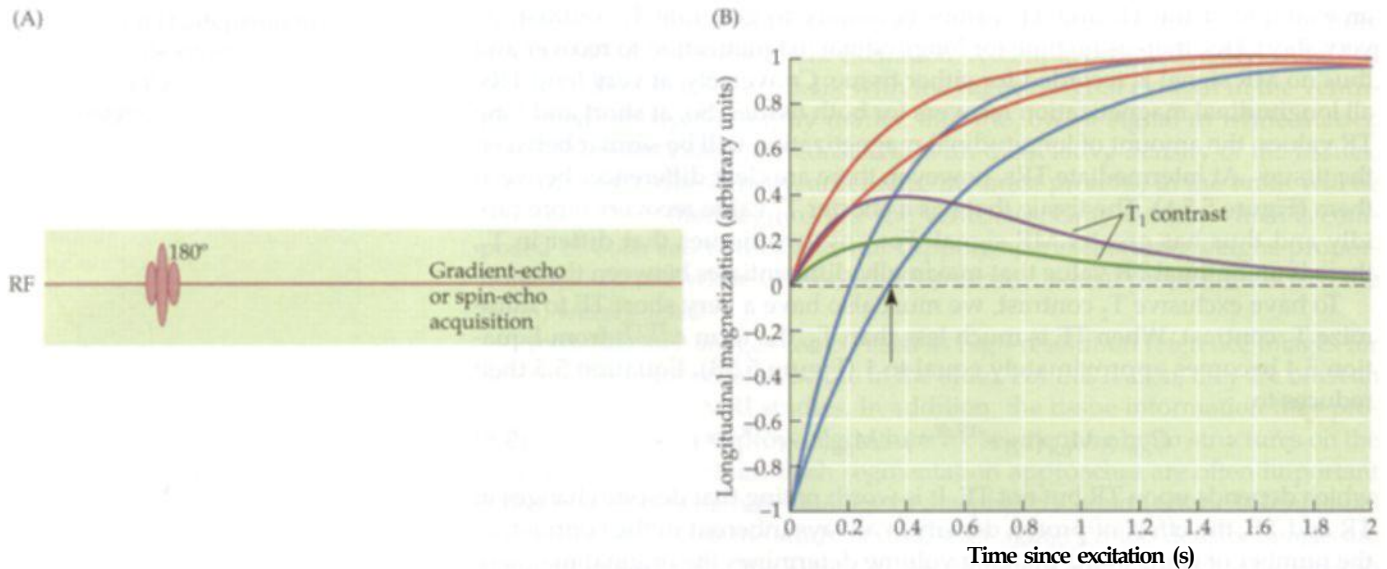 (A)
RF
180°
Gradient-echo
or spin-echo
acquisition
(B)
Longitudinal magnetization (arbitrary units)
1
0.8
0.6
0.4
0.2
0
–0.2
–0.4
–0.6
–0.8
–1
T₁ contrast
0 0.2 0.4 0.6 0.8 1 1.2 1.4 1.6 1.8 2
Time since excitation (s)